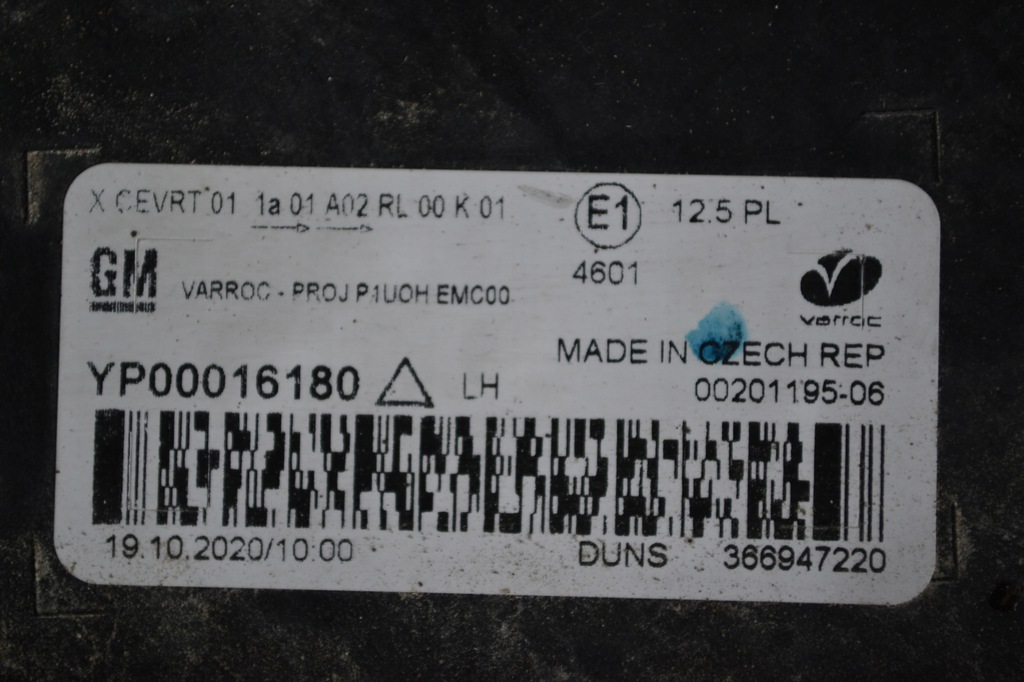 X CEVRT 01 1a 01 A02 RL 00 K 01
E1
12.5 PL
4601
GM
VARROC - PROJ P1UOH EMC00
varroc
MADE IN CZECH REP
YP00016180 LH
00201195-06
19.10.2020/10:00
DUNS 366947220